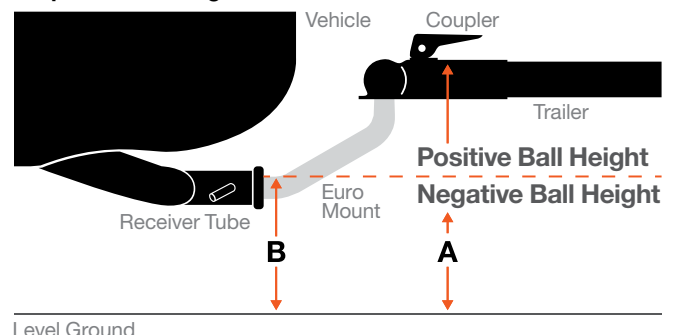 Vehicle
Coupler
Trailer
Positive Ball Height
Negative Ball Height
Euro
Mount
Receiver Tube
B
A
Level Ground